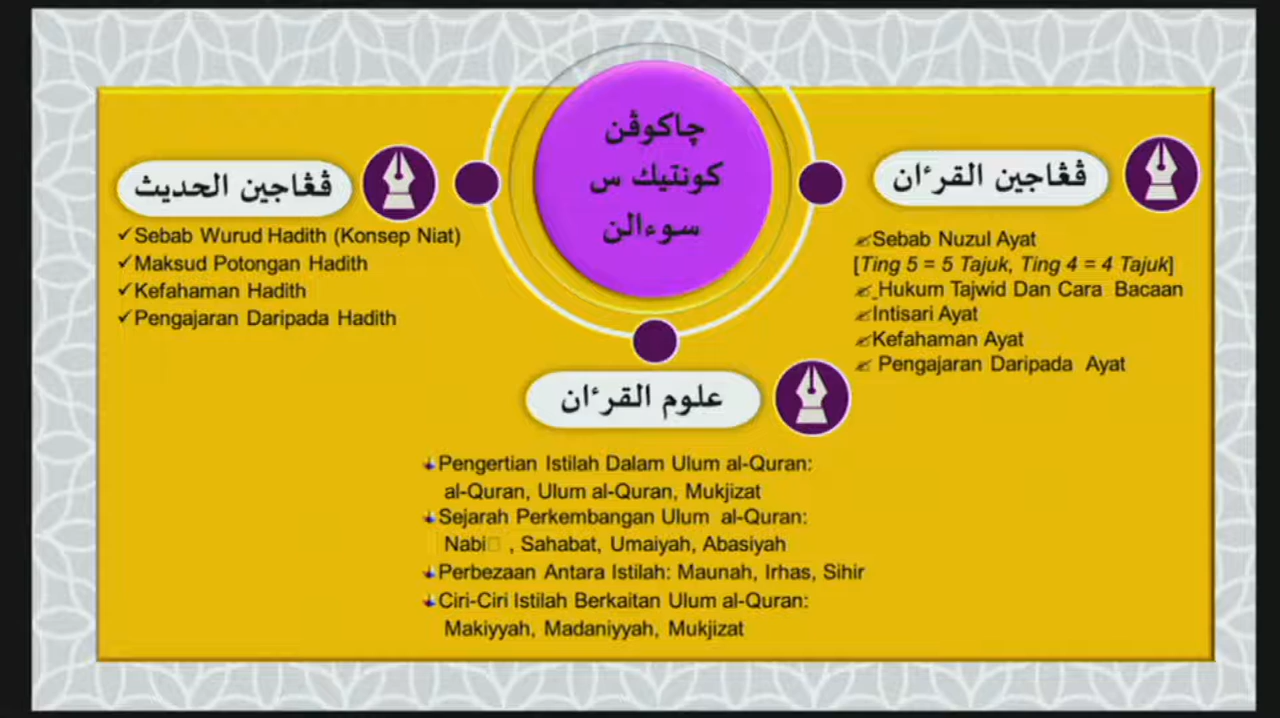 چاکوڤن
کونتيک س
سوءالن
ڤڠاجين الحديث
✓Sebab Wurud Hadith (Konsep Niat)
✓Maksud Potongan Hadith
✓Kefahaman Hadith
✓Pengajaran Daripada Hadith
ڤڠاجين القرءان
✍Sebab Nuzul Ayat
[Ting 5 = 5 Tajuk, Ting 4 = 4 Tajuk]
✍_Hukum Tajwid Dan Cara Bacaan
✍Intisari Ayat
✍Kefahaman Ayat
✍ Pengajaran Daripada Ayat
علوم القرءان
Pengertian Istilah Dalam Ulum al-Quran:
al-Quran, Ulum al-Quran, Mukjizat
Sejarah Perkembangan Ulum al-Quran:
Nabi , Sahabat, Umaiyah, Abasiyah
Perbezaan Antara Istilah: Maunah, Irhas, Sihir
Ciri-Ciri Istilah Berkaitan Ulum al-Quran:
Makiyyah, Madaniyyah, Mukjizat